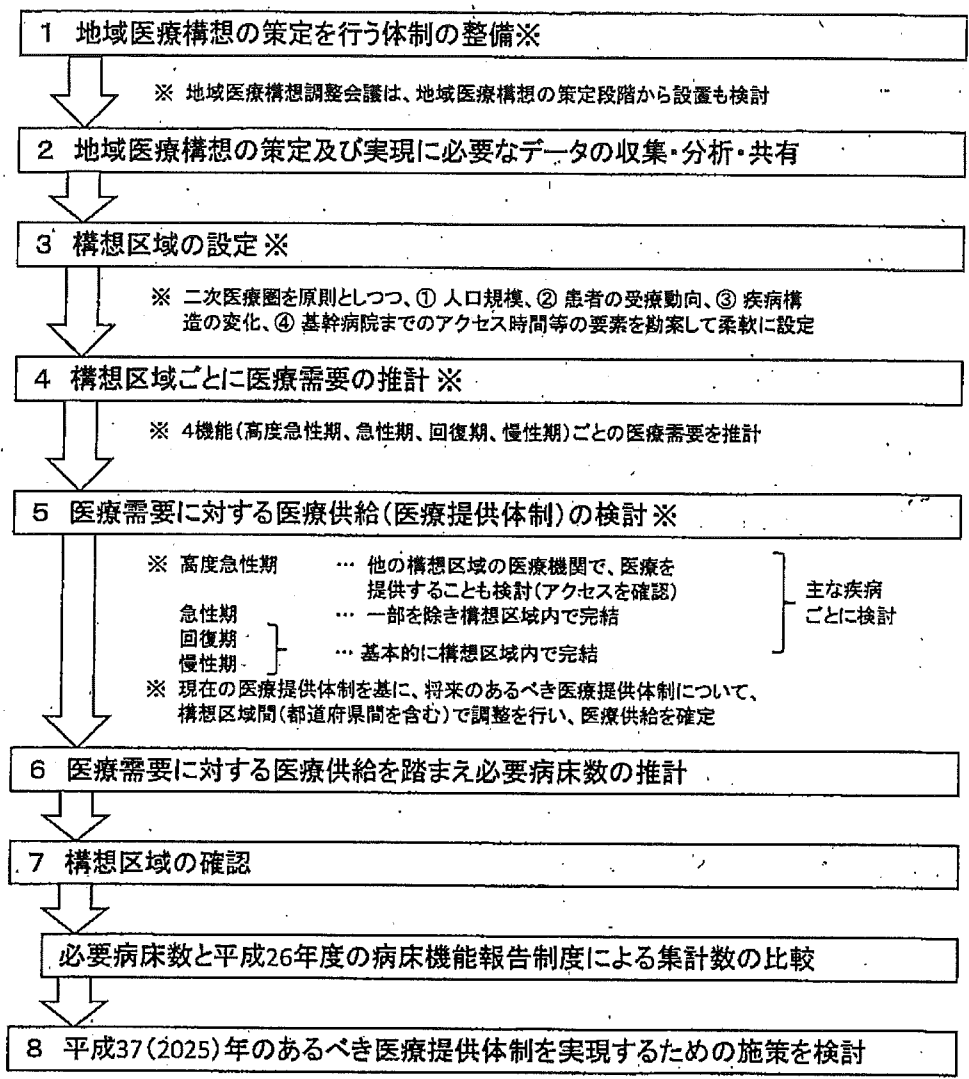 1 地域医療構想の策定を行う体制の整備※
※ 地域医療構想調整会議は、地域医療構想の策定段階から設置も検討
2 地域医療構想の策定及び実現に必要なデータの収集・分析・共有
3 構想区域の設定※
※ 二次医療圏を原則としつつ、① 人口規模、② 患者の受療動向、③ 疾病構
造の変化、④ 基幹病院までのアクセス時間等の要素を勘案して柔軟に設定
4 構想区域ごとに医療需要の推計※
※ 4機能(高度急性期、急性期、回復期、慢性期)ごとの医療需要を推計
5 医療需要に対する医療供給(医療提供体制)の検討※
※ 高度急性期 … 他の構想区域の医療機関で、医療を
提供することも検討(アクセスを確認)
急性期 … 一部を除き構想区域内で完結
回復期
慢性期 … 基本的に構想区域内で完結
主な疾病
ごとに検討
※ 現在の医療提供体制を基に、将来のあるべき医療提供体制について、
構想区域間(都道府県間を含む)で調整を行い、医療供給を確定
6 医療需要に対する医療供給を踏まえ必要病床数の推計
7 構想区域の確認
必要病床数と平成26年度の病床機能報告制度による集計数の比較
8 平成37(2025)年のあるべき医療提供体制を実現するための施策を検討